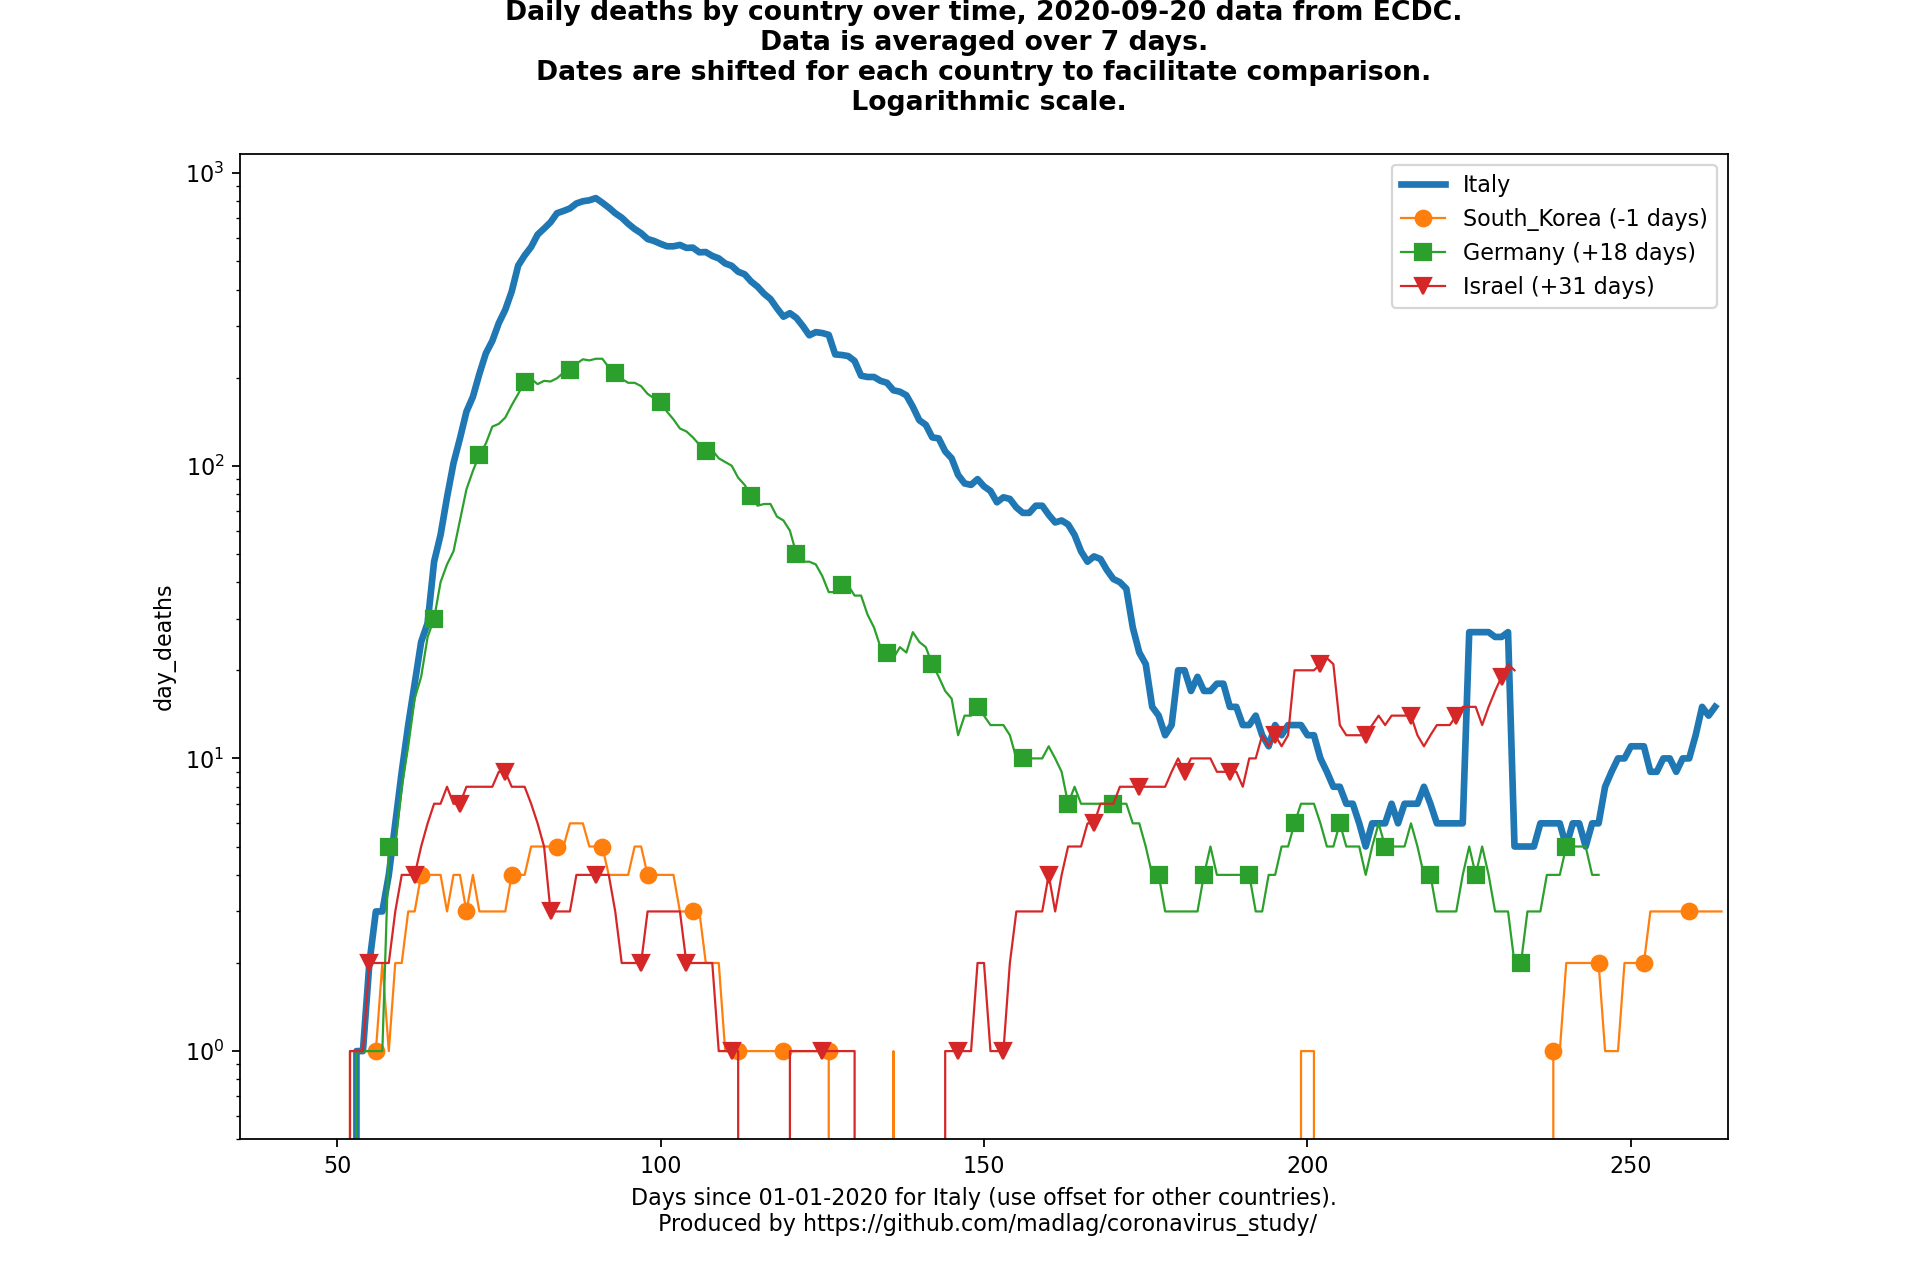 Daily deaths by country over time, 2020-09-20 data from ECDC.
Data is averaged over 7 days.
Dates are shifted for each country to facilitate comparison.
Logarithmic scale.
10³
Italy
South_Korea (-1 days)
Germany (+18 days)
Israel (+31 days)
10²
day_deaths
10¹
10⁰
50 100 150 200 250
Days since 01-01-2020 for Italy (use offset for other countries).
Produced by https://github.com/madlag/coronavirus_study/